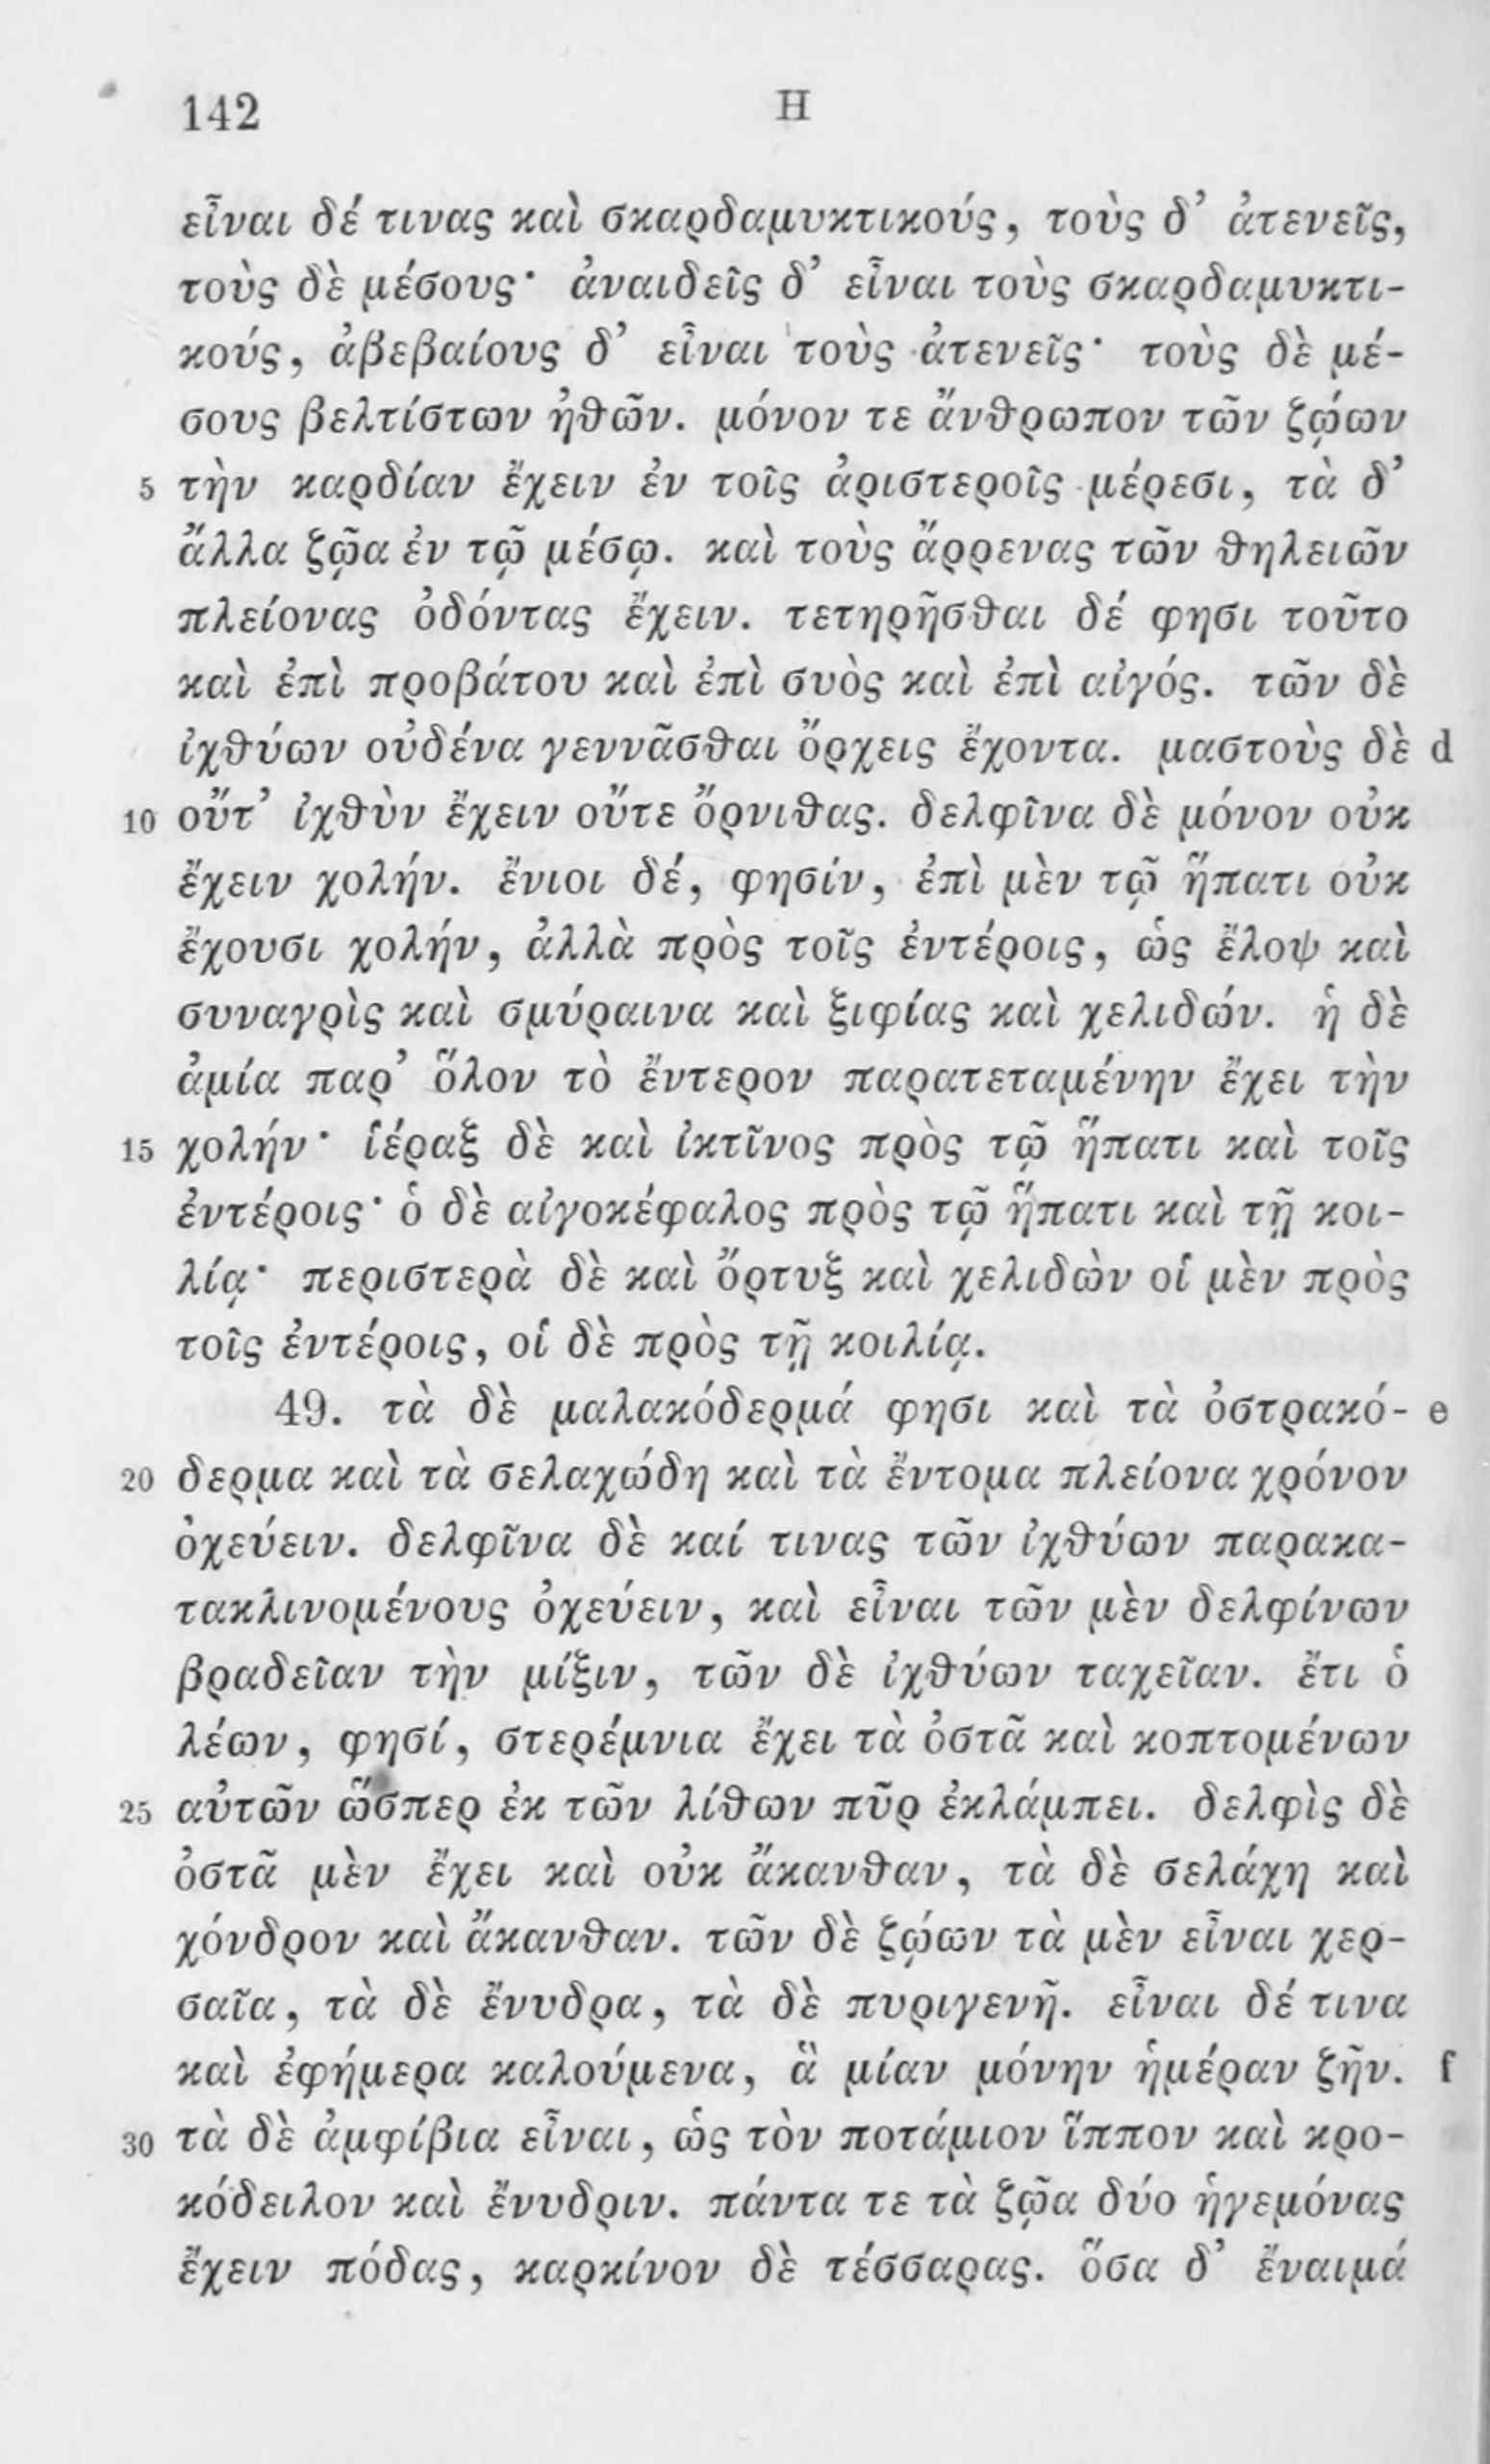 142 Η
εἶναι δέ τινας καὶ σκαρδαμυκτικούς, τοὺς δ’ ἀτενεῖς,
τοὺς δὲ μέσους· ἀναιδεῖς δ’ εἶναι τοὺς σκαρδαμυκτι-
κούς, ἀβεβαίους δ’ εἶναι τοὺς ἀτενεῖς· τοὺς δὲ μέ-
σους βελτίστων ἠθῶν. μόνον τε ἄνθρωπον τῶν ζῴων
5 τὴν καρδίαν ἔχειν ἐν τοῖς ἀριστεροῖς μέρεσι, τὰ δ’
ἄλλα ζῷα ἐν τῷ μέσῳ. καὶ τοὺς ἄρρενας τῶν θηλειῶν
πλείονας ὀδόντας ἔχειν. τετηρῆσθαι δέ φησι τοῦτο
καὶ ἐπὶ προβάτου καὶ ἐπὶ συὸς καὶ ἐπὶ αἰγός. τῶν δὲ
ἰχθύων οὐδένα γεννᾶσθαι ὄρχεις ἔχοντα. μαστοὺς δὲ d
10 οὔτ’ ἰχθὺν ἔχειν οὔτε ὄρνιθας. δελφῖνα δὲ μόνον οὐκ
ἔχειν χολήν. ἔνιοι δέ, φησίν, ἐπὶ μὲν τῷ ἥπατι οὐκ
ἔχουσι χολήν, ἀλλὰ πρὸς τοῖς ἐντέροις, ὡς ἔλοψ καὶ
συναγρὶς καὶ σμύραινα καὶ ξιφίας καὶ χελιδών. ἡ δὲ
ἀμία παρ’ ὅλον τὸ ἔντερον παρατεταμένην ἔχει τὴν
15 χολήν· ἱέραξ δὲ καὶ ἰκτῖνος πρὸς τῷ ἥπατι καὶ τοῖς
ἐντέροις· ὁ δὲ αἰγοκέφαλος πρὸς τῷ ἥπατι καὶ τῇ κοι-
λίᾳ· περιστερὰ δὲ καὶ ὄρτυξ καὶ χελιδὼν οἱ μὲν πρὸς
τοῖς ἐντέροις, οἱ δὲ πρὸς τῇ κοιλίᾳ.
49. τὰ δὲ μαλακόδερμά φησι καὶ τὰ ὀστρακό- e
20 δερμα καὶ τὰ σελαχώδη καὶ τὰ ἔντομα πλείονα χρόνον
ὀχεύειν. δελφῖνα δὲ καί τινας τῶν ἰχθύων παρακα-
τακλινομένους ὀχεύειν, καὶ εἶναι τῶν μὲν δελφίνων
βραδεῖαν τὴν μίξιν, τῶν δὲ ἰχθύων ταχεῖαν. ἔτι ὁ
λέων, φησί, στερέμνια ἔχει τὰ ὀστᾶ καὶ κοπτομένων
25 αὐτῶν ὥσπερ ἐκ τῶν λίθων πῦρ ἐκλάμπει. δελφὶς δὲ
ὀστᾶ μὲν ἔχει καὶ οὐκ ἄκανθαν, τὰ δὲ σελάχη καὶ
χόνδρον καὶ ἄκανθαν. τῶν δὲ ζῴων τὰ μὲν εἶναι χερ-
σαῖα, τὰ δὲ ἔνυδρα, τὰ δὲ πυριγενῆ. εἶναι δέ τινα
καὶ ἐφήμερα καλούμενα, ἃ μίαν μόνην ἡμέραν ζῆν. f
30 τὰ δὲ ἀμφίβια εἶναι, ὡς τὸν ποτάμιον ἵππον καὶ κρο-
κόδειλον καὶ ἔνυδριν. πάντα τε τὰ ζῷα δύο ἡγεμόνας
ἔχειν πόδας, καρκίνον δὲ τέσσαρας. ὅσα δ’ ἔναιμά